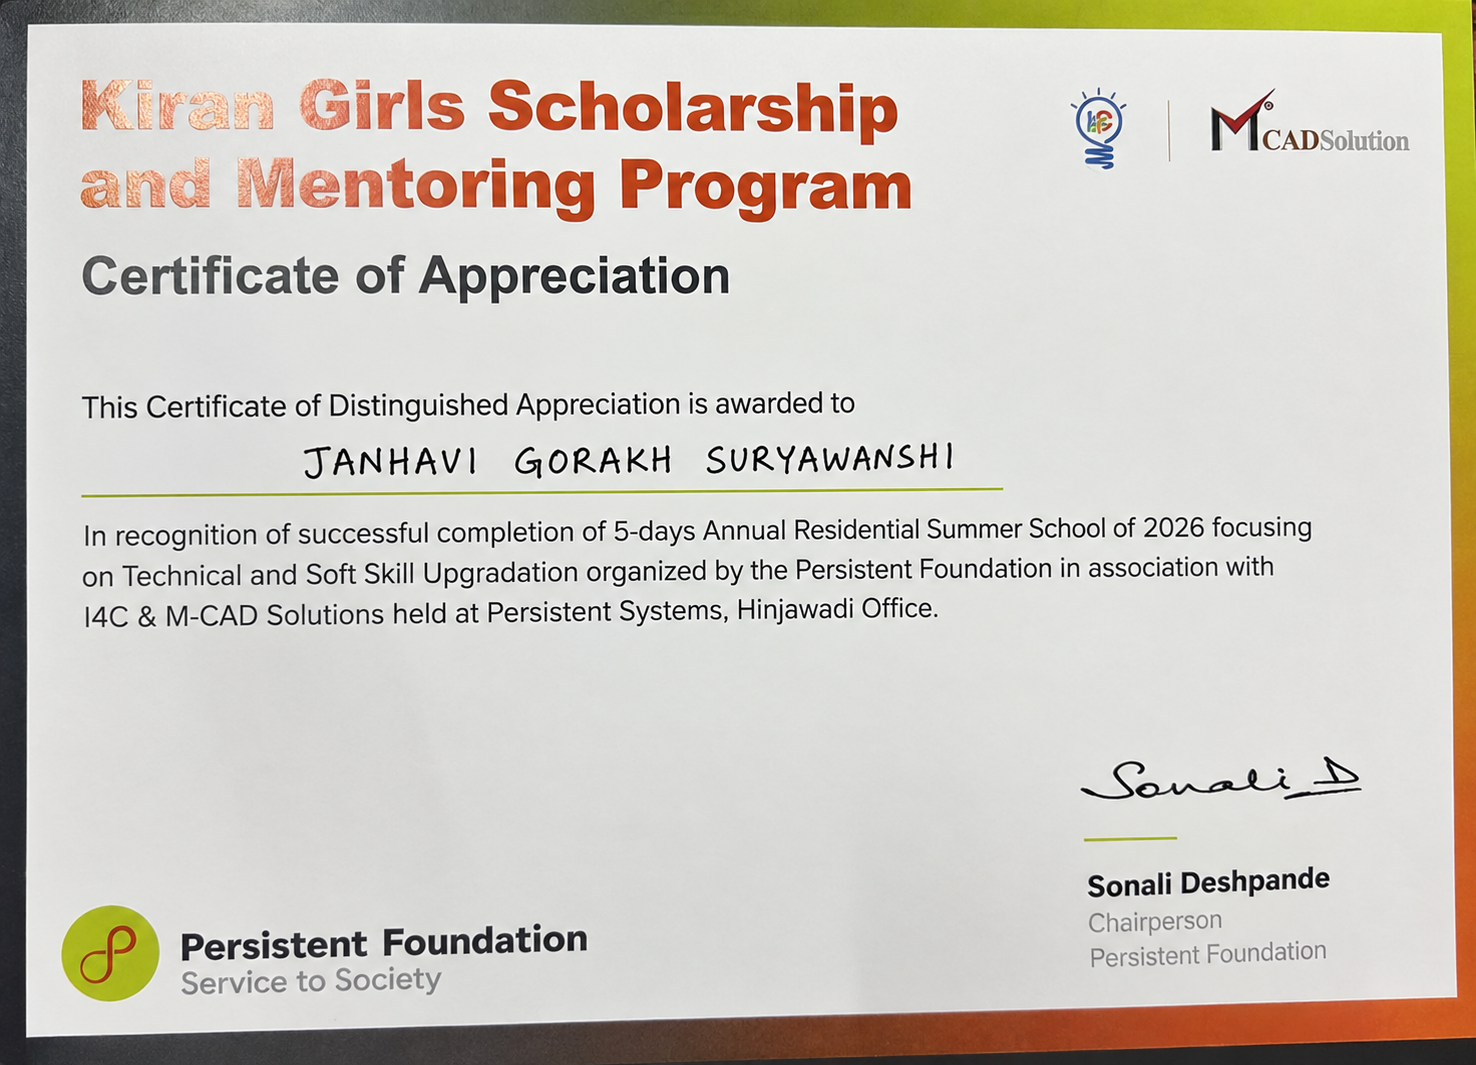 Kiran Girls Scholarship
and Mentoring Program
MCADSolution
Certificate of Appreciation
This Certificate of Distinguished Appreciation is awarded to
JANHAVI GORAKH SURYAWANSHI
In recognition of successful completion of 5-days Annual Residential Summer School of 2026 focusing
on Technical and Soft Skill Upgradation organized by the Persistent Foundation in association with
I4C & M-CAD Solutions held at Persistent Systems, Hinjawadi Office.
Sonali D
Sonali Deshpande
Chairperson
Persistent Foundation
Persistent Foundation
Service to Society